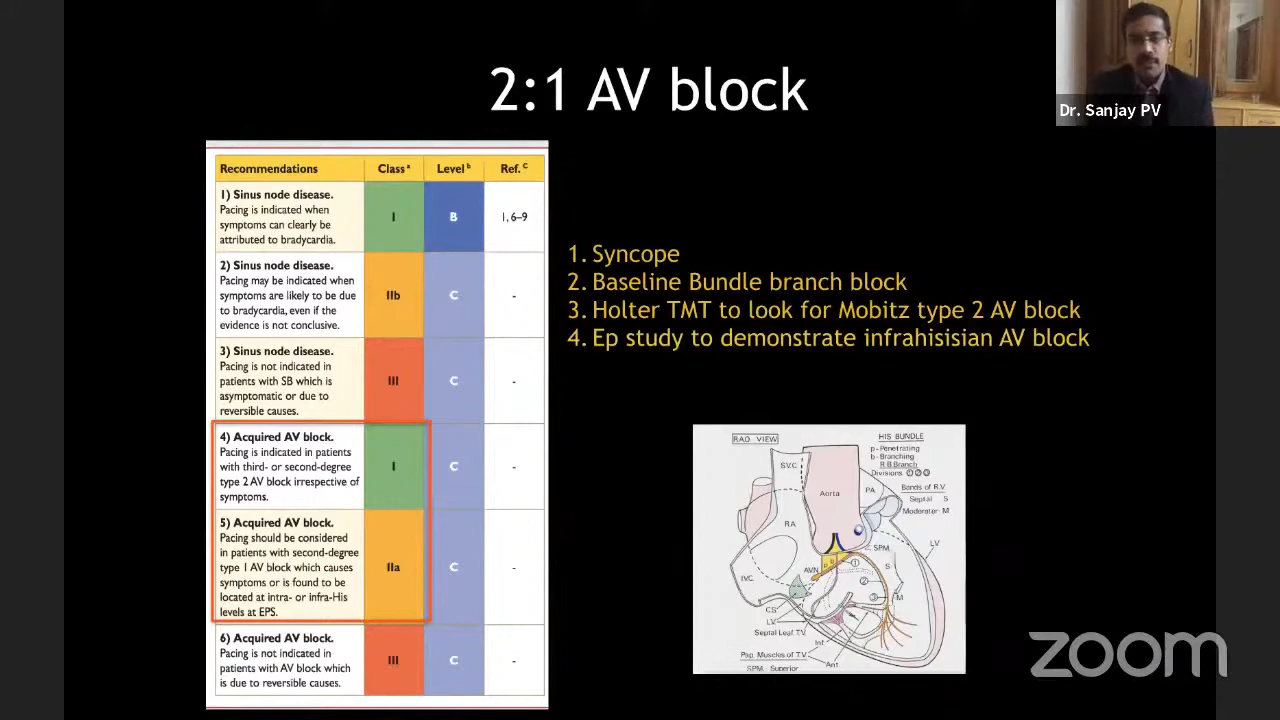 2:1 AV block
Dr. Sanjay PV
Recommendations Class a Level b Ref. C
1) Sinus node disease.
Pacing is indicated when
symptoms can clearly be
attributed to bradycardia.
I B 1, 6–9
2) Sinus node disease.
Pacing may be indicated when
symptoms are likely to be due
to bradycardia, even if the
evidence is not conclusive.
IIb C -
3) Sinus node disease.
Pacing is not indicated in
patients with SB which is
asymptomatic or due to
reversible causes.
III C -
4) Acquired AV block.
Pacing is indicated in patients
with third- or second-degree
type 2 AV block irrespective of
symptoms.
I C -
5) Acquired AV block.
Pacing should be considered
in patients with second-degree
type 1 AV block which causes
symptoms or is found to be
located at intra- or infra-His
levels at EPS.
IIa C -
6) Acquired AV block.
Pacing is not indicated in
patients with AV block which
is due to reversible causes.
III C -
1. Syncope
2. Baseline Bundle branch block
3. Holter TMT to look for Mobitz type 2 AV block
4. Ep study to demonstrate infrahisisian AV block
RAO VIEW
HIS BUNDLE
p-Penetrating
b-Branching
R.B Branch
Divisions 1 2 3
Bands of R.V.
Septal S
Moderator M
S.V.C
Aorta
PA
RA
LV
SPM.
AVN
p b
1
S
2
3
M
IVC
CS
LV
Septal Leaf T.V.
Int
Pap. Muscles of T.V.
Ant
SPM - Superior
zoom